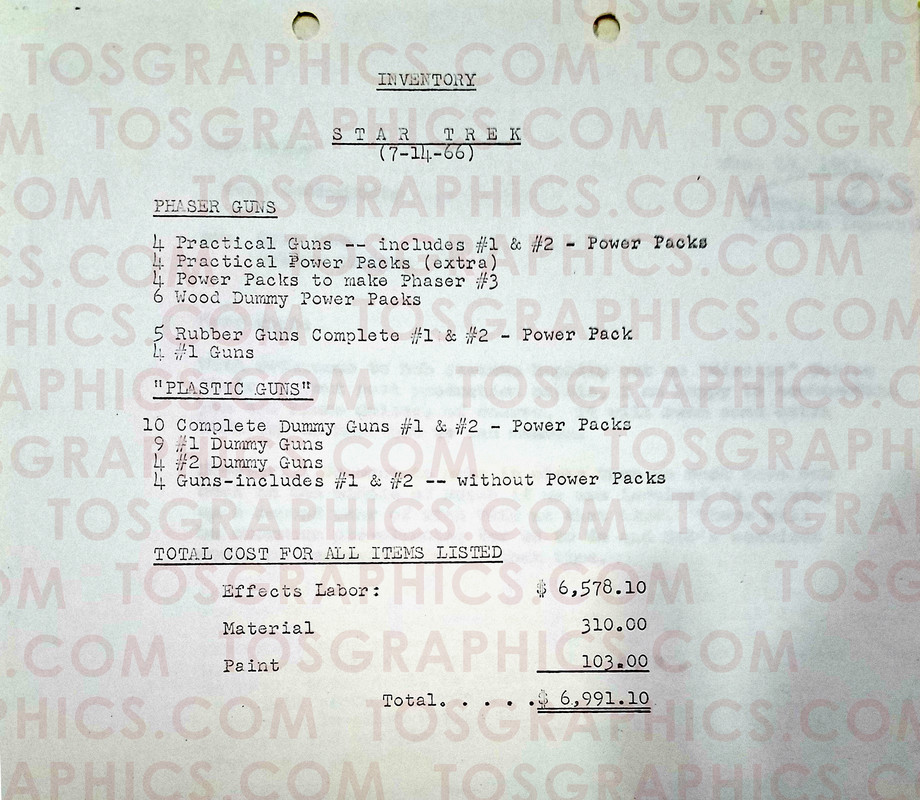 INVENTORY
STAR TREK
(7-14-66)
PHASER GUNS
4 Practical Guns -- includes #1 & #2 - Power Packs
4 Practical Power Packs (extra)
4 Power Packs to make Phaser #3
6 Wood Dummy Power Packs
5 Rubber Guns Complete #1 & #2 - Power Pack
4 #1 Guns
"PLASTIC GUNS"
10 Complete Dummy Guns #1 & #2 - Power Packs
9 #1 Dummy Guns
4 #2 Dummy Guns
4 Guns-includes #1 & #2 -- without Power Packs
TOTAL COST FOR ALL ITEMS LISTED
Effects Labor: $ 6,578.10
Material 310.00
Paint 103.00
Total. . . . .$ 6,991.10
TOSGRAPHICS.COM